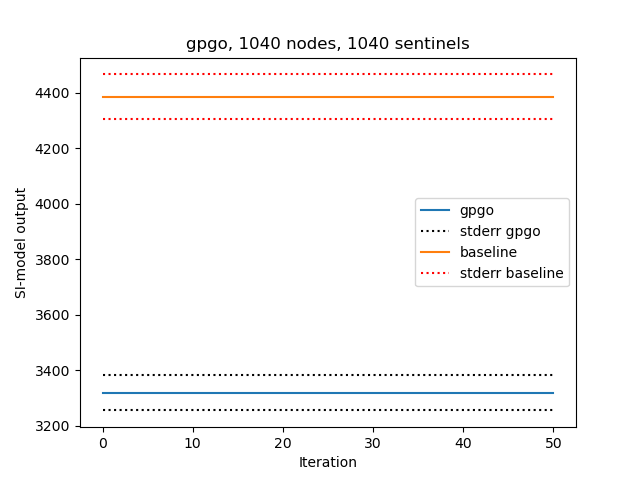 gpgo, 1040 nodes, 1040 sentinels
SI-model output
4400
4200
4000
3800
3600
3400
3200
gpgo
stderr gpgo
baseline
stderr baseline
0 10 20 30 40 50
Iteration